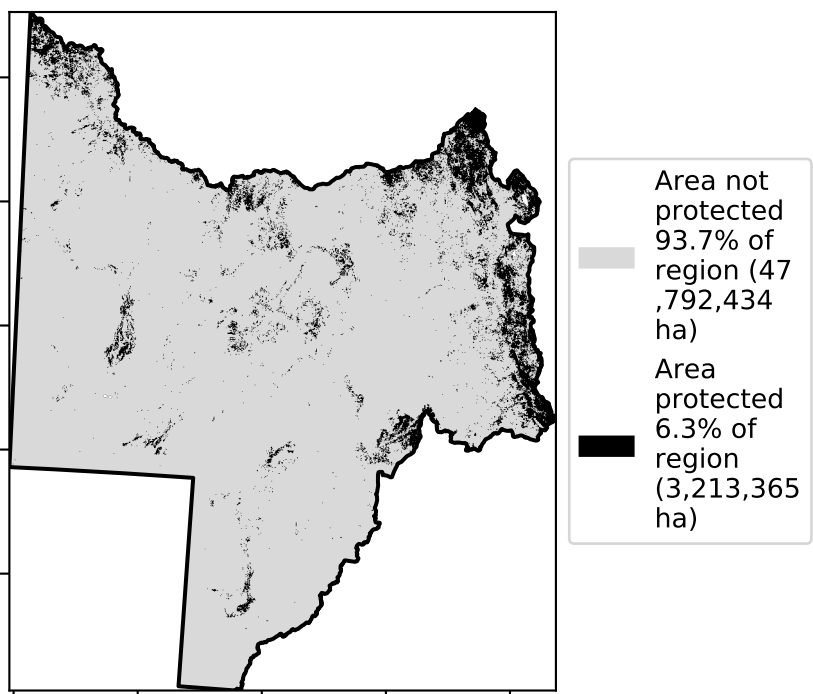 Area not
protected
93.7% of
region (47
,792,434
ha)
Area
protected
6.3% of
region
(3,213,365
ha)